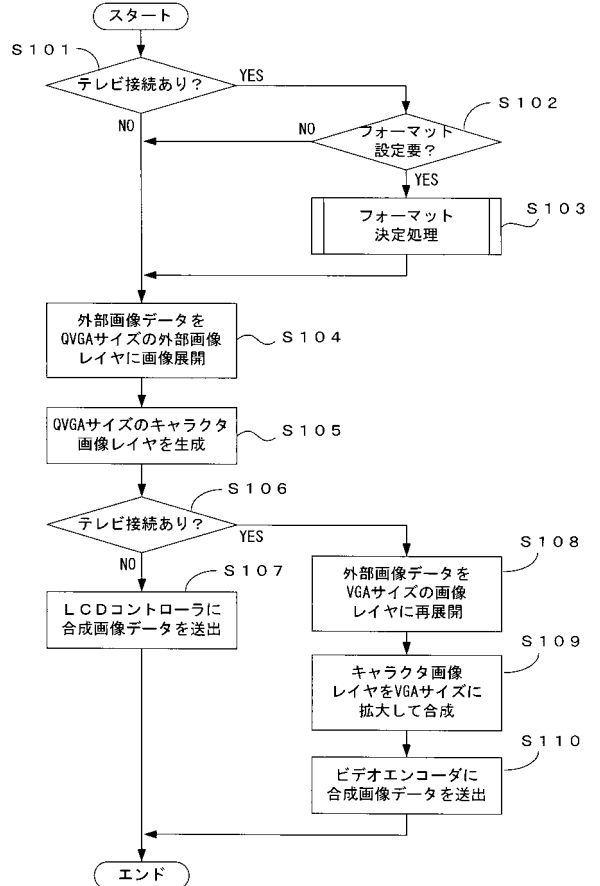 スタート
S101
テレビ接続あり?
YES
NO
S102
フォーマット
設定要?
NO
YES
フォーマット
決定処理
S103
外部画像データを
QVGAサイズの外部画像
レイヤに画像展開
S104
QVGAサイズのキャラクタ
画像レイヤを生成
S105
S106
テレビ接続あり?
YES
NO
S107
LCDコントローラに
合成画像データを送出
S108
外部画像データを
VGAサイズの画像
レイヤに再展開
S109
キャラクタ画像
レイヤをVGAサイズに
拡大して合成
S110
ビデオエンコーダに
合成画像データを送出
エンド